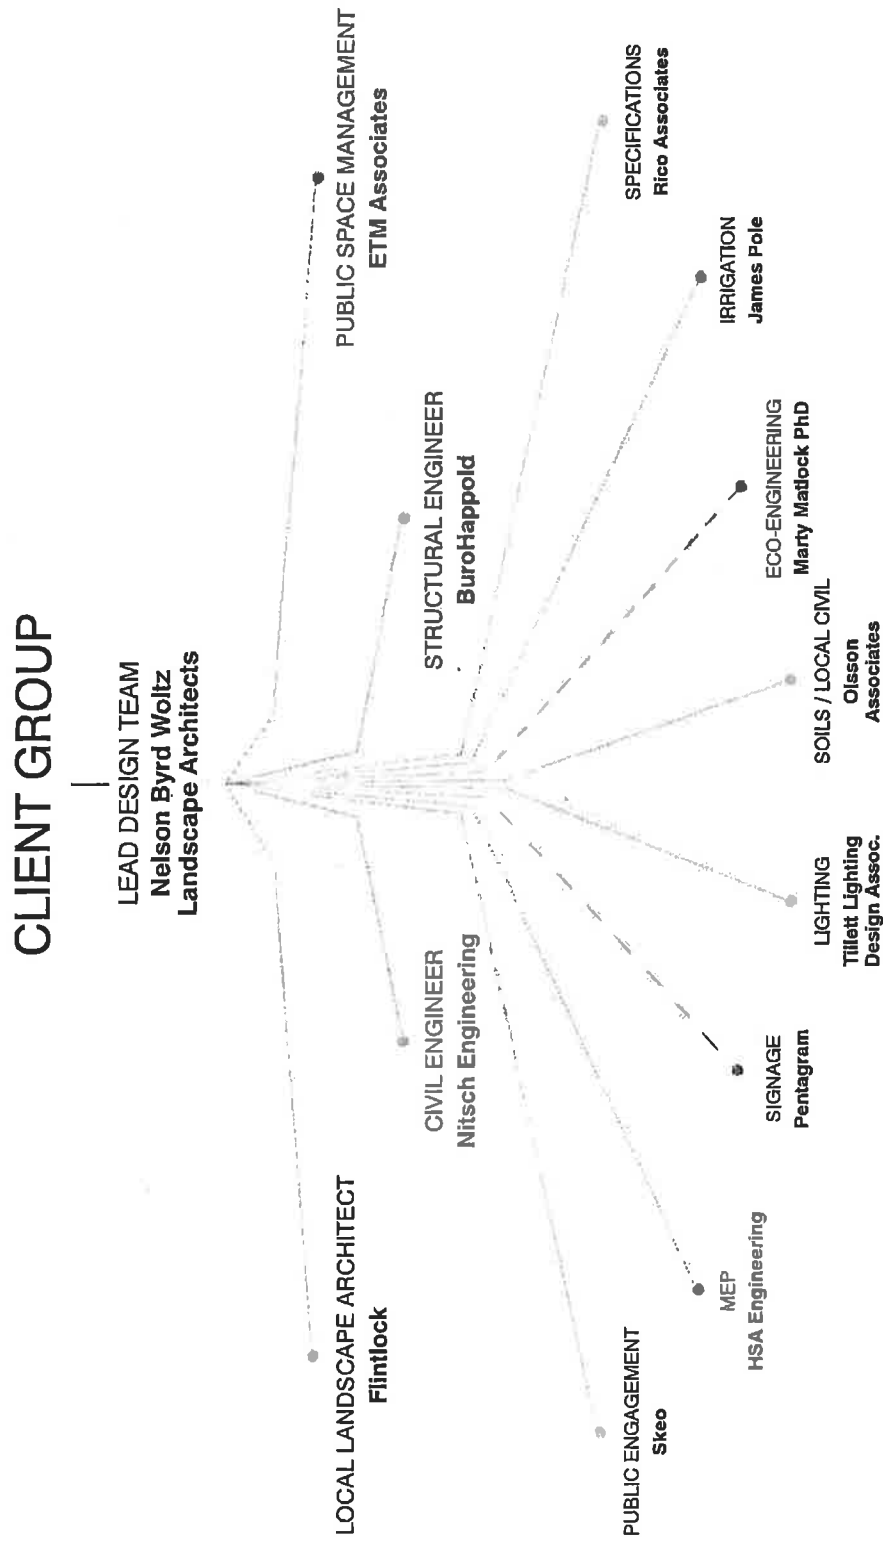 CLIENT GROUP
LEAD DESIGN TEAM
Nelson Byrd Woltz
Landscape Architects
LOCAL LANDSCAPE ARCHITECT
Flintlock
PUBLIC SPACE MANAGEMENT
ETM Associates
CIVIL ENGINEER
Nitsch Engineering
STRUCTURAL ENGINEER
BuroHappold
PUBLIC ENGAGEMENT
Skeo
MEP
HSA Engineering
SIGNAGE
Pentagram
LIGHTING
Tillett Lighting
Design Assoc.
SOILS / LOCAL CIVIL
Olsson
Associates
ECO-ENGINEERING
Marty Matlock PhD
IRRIGATION
James Pole
SPECIFICATIONS
Rico Associates